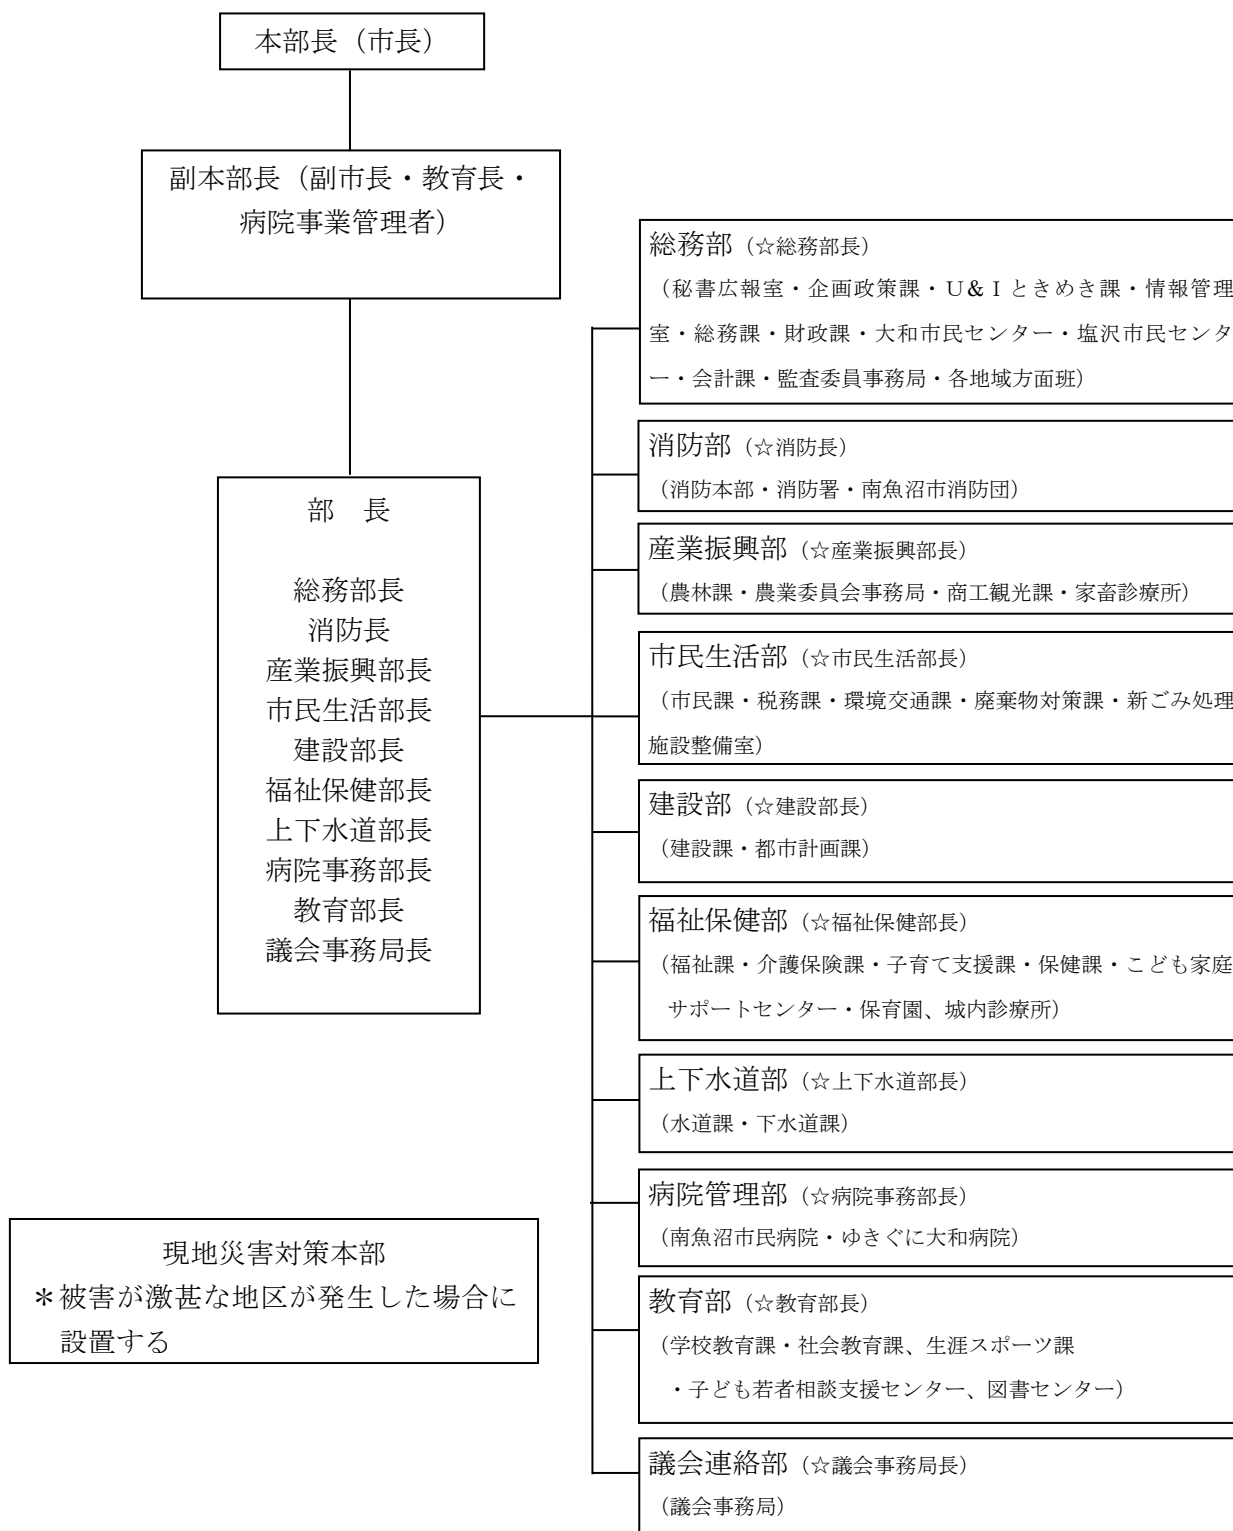 本部長（市長）
副本部長（副市長・教育長・
病院事業管理者）
部　長
総務部長
消防長
産業振興部長
市民生活部長
建設部長
福祉保健部長
上下水道部長
病院事務部長
教育部長
議会事務局長
現地災害対策本部
＊被害が激甚な地区が発生した場合に
設置する
総務部（☆総務部長）
（秘書広報室・企画政策課・Ｕ＆Ｉときめき課・情報管理
室・総務課・財政課・大和市民センター・塩沢市民センタ
ー・会計課・監査委員事務局・各地域方面班）
消防部（☆消防長）
（消防本部・消防署・南魚沼市消防団）
産業振興部（☆産業振興部長）
（農林課・農業委員会事務局・商工観光課・家畜診療所）
市民生活部（☆市民生活部長）
（市民課・税務課・環境交通課・廃棄物対策課・新ごみ処理
施設整備室）
建設部（☆建設部長）
（建設課・都市計画課）
福祉保健部（☆福祉保健部長）
（福祉課・介護保険課・子育て支援課・保健課・こども家庭
サポートセンター・保育園、城内診療所）
上下水道部（☆上下水道部長）
（水道課・下水道課）
病院管理部（☆病院事務部長）
（南魚沼市民病院・ゆきぐに大和病院）
教育部（☆教育部長）
（学校教育課・社会教育課、生涯スポーツ課
・子ども若者相談支援センター、図書センター）
議会連絡部（☆議会事務局長）
（議会事務局）